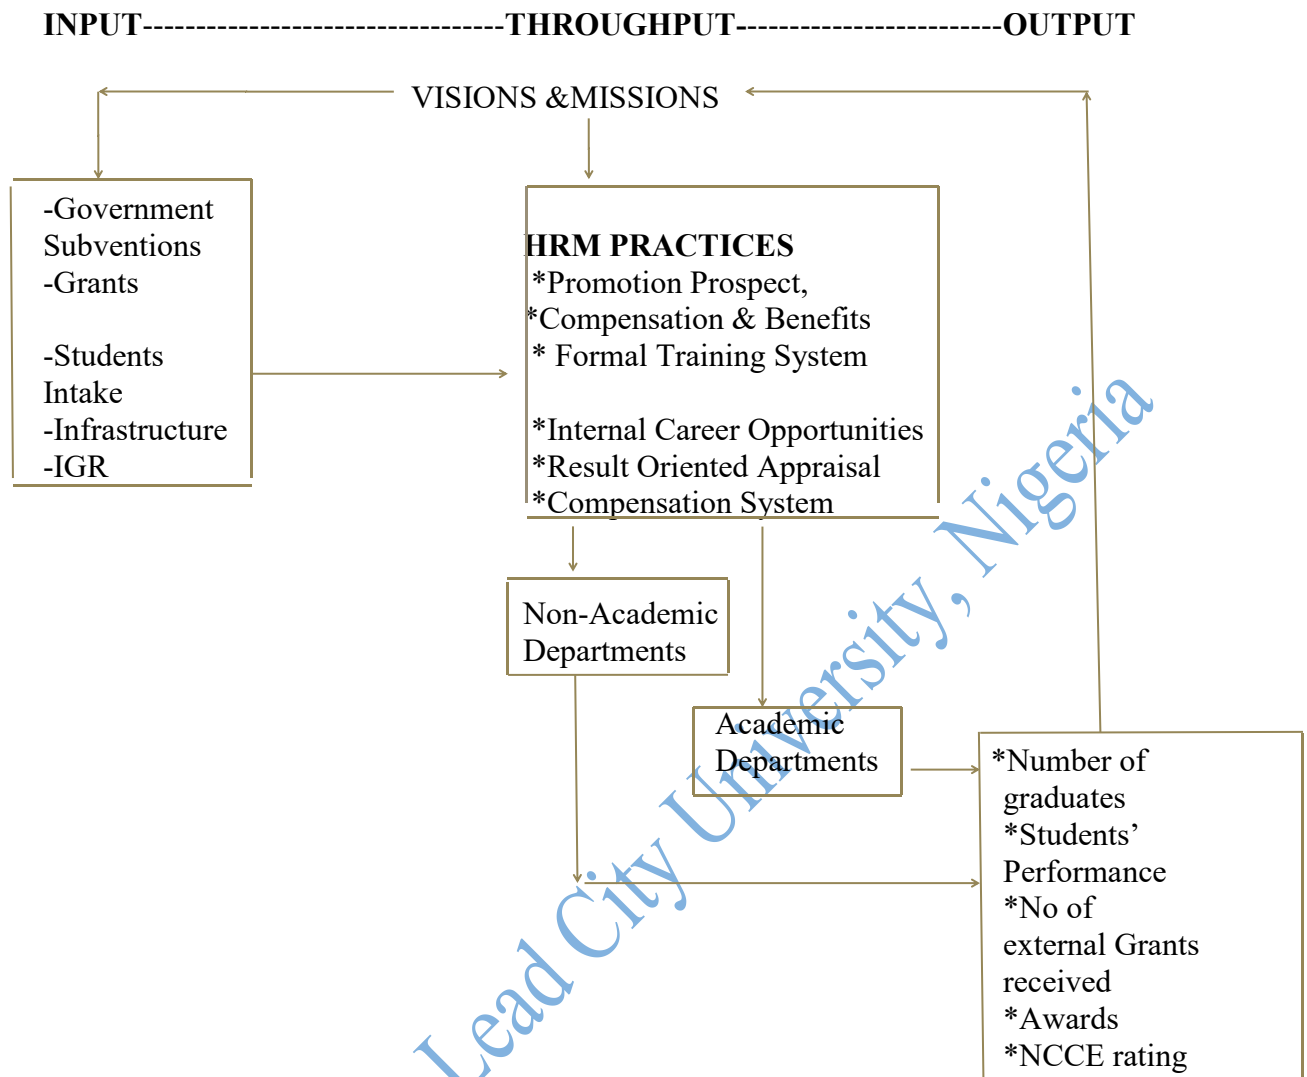 INPUT----------------------------------THROUGHPUT-------------------------OUTPUT
VISIONS &MISSIONS
-Government
Subventions
-Grants
-Students
Intake
-Infrastructure
-IGR
HRM PRACTICES
*Promotion Prospect,
*Compensation & Benefits
* Formal Training System
*Internal Career Opportunities
*Result Oriented Appraisal
*Compensation System
Non-Academic
Departments
Academic
Departments
*Number of
graduates
*Students’
Performance
*No of
external Grants
received
*Awards
*NCCE rating
Lead City University, Nigeria